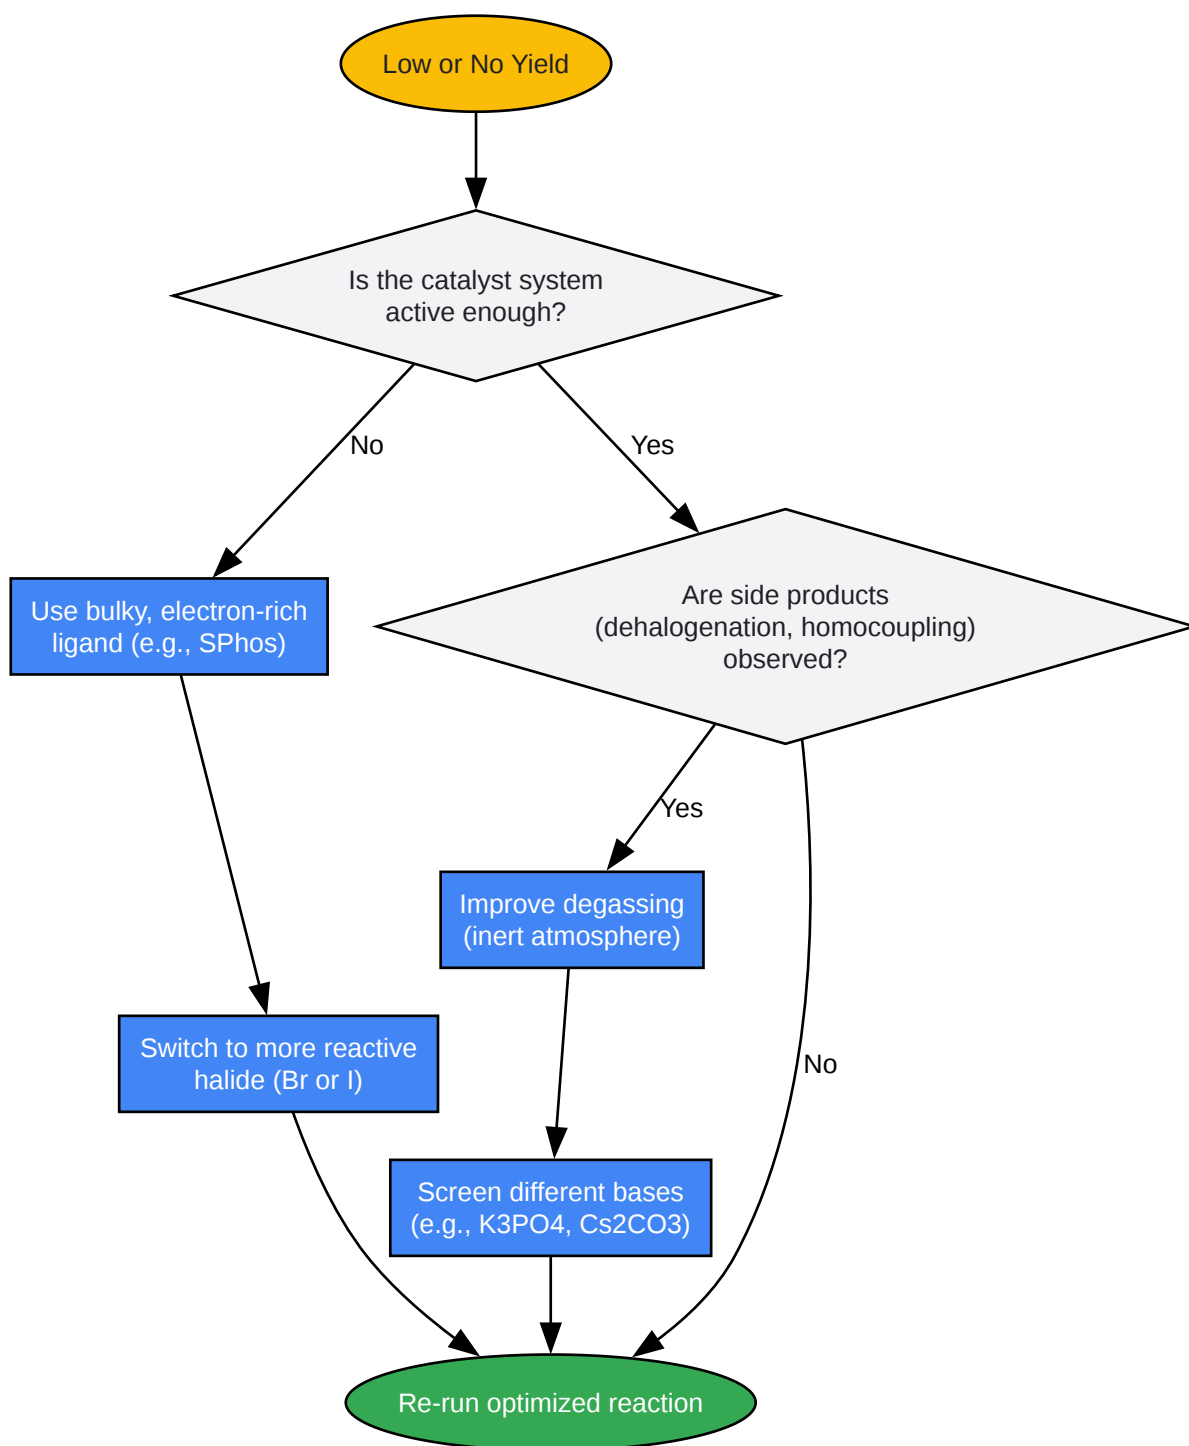 Low or No Yield
Is the catalyst system
active enough?
No
Yes
Use bulky, electron-rich
ligand (e.g., SPhos)
Are side products
(dehalogenation, homocoupling)
observed?
Yes
Improve degassing
(inert atmosphere)
Switch to more reactive
halide (Br or I)
No
Screen different bases
(e.g., K3PO4, Cs2CO3)
Re-run optimized reaction